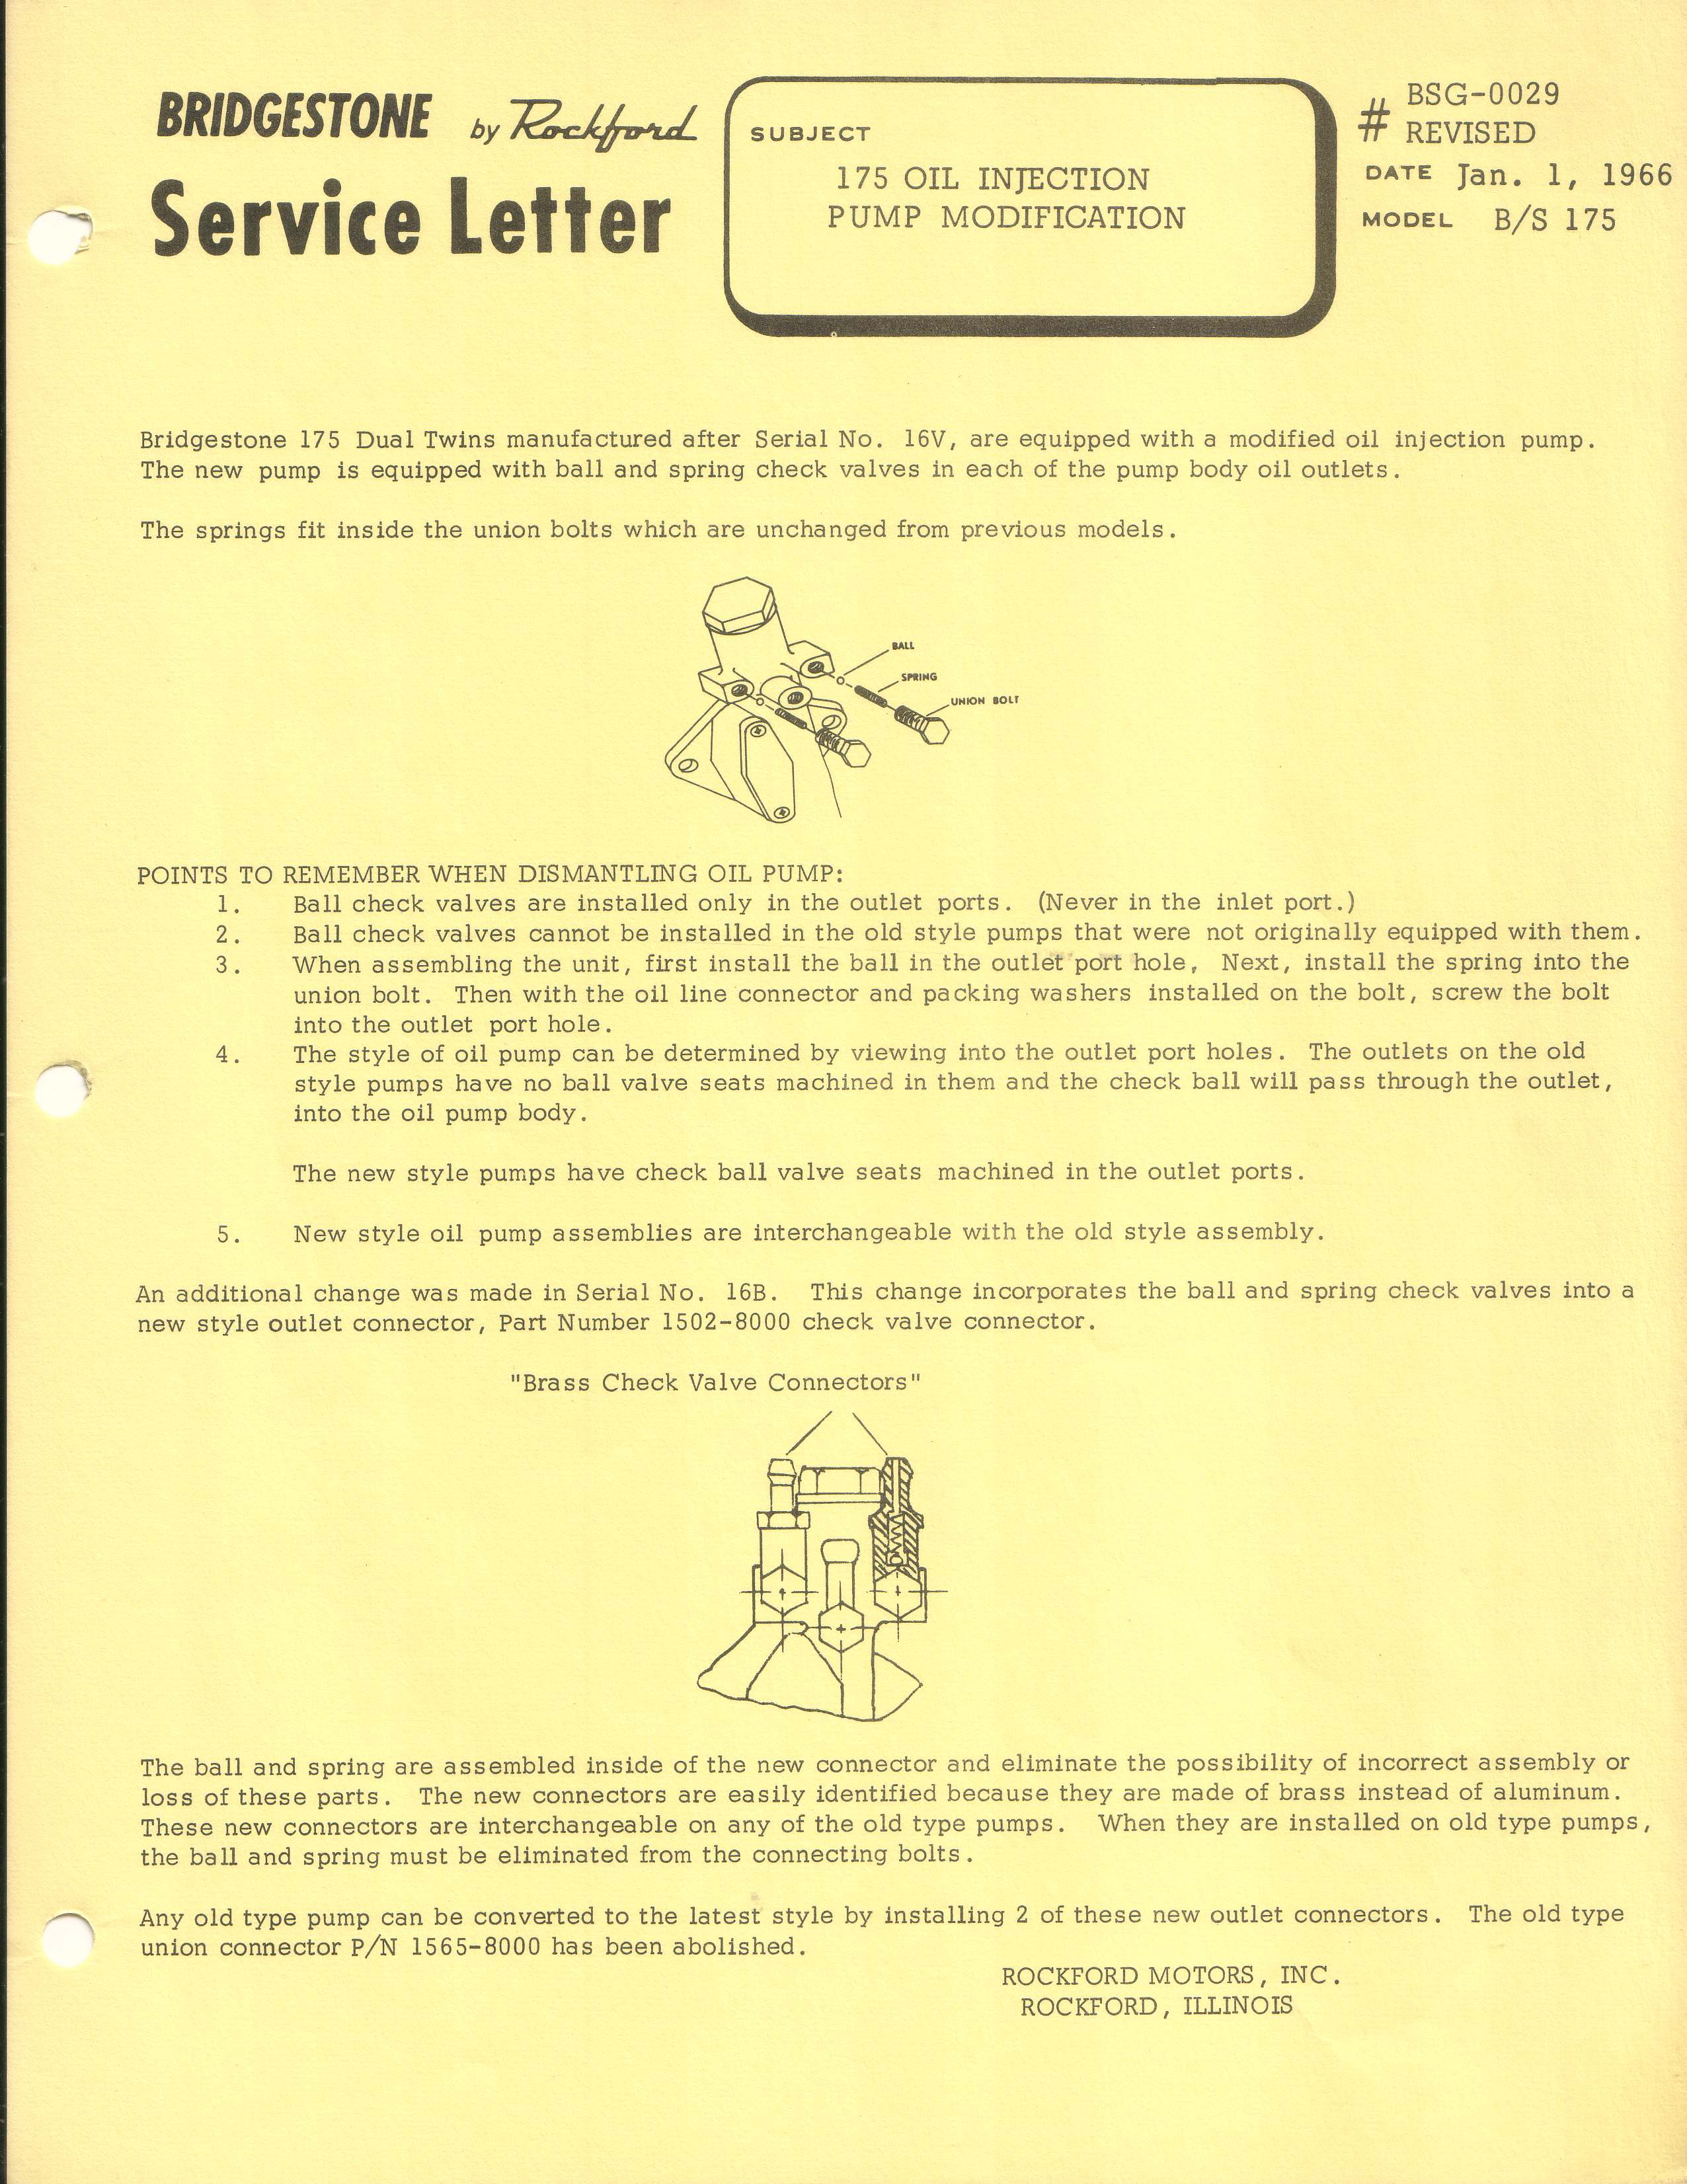 BRIDGESTONE by Rockford
Service Letter
SUBJECT
175 OIL INJECTION
PUMP MODIFICATION
# BSG-0029
REVISED
DATE Jan. 1, 1966
MODEL B/S 175
Bridgestone 175 Dual Twins manufactured after Serial No. 16V, are equipped with a modified oil injection pump.
The new pump is equipped with ball and spring check valves in each of the pump body oil outlets.
The springs fit inside the union bolts which are unchanged from previous models.
BALL
SPRING
UNION BOLT
POINTS TO REMEMBER WHEN DISMANTLING OIL PUMP:
1. Ball check valves are installed only in the outlet ports. (Never in the inlet port.)
2. Ball check valves cannot be installed in the old style pumps that were not originally equipped with them.
3. When assembling the unit, first install the ball in the outlet port hole, Next, install the spring into the
union bolt. Then with the oil line connector and packing washers installed on the bolt, screw the bolt
into the outlet port hole.
4. The style of oil pump can be determined by viewing into the outlet port holes. The outlets on the old
style pumps have no ball valve seats machined in them and the check ball will pass through the outlet,
into the oil pump body.
The new style pumps have check ball valve seats machined in the outlet ports.
5. New style oil pump assemblies are interchangeable with the old style assembly.
An additional change was made in Serial No. 16B. This change incorporates the ball and spring check valves into a
new style outlet connector, Part Number 1502-8000 check valve connector.
"Brass Check Valve Connectors"
The ball and spring are assembled inside of the new connector and eliminate the possibility of incorrect assembly or
loss of these parts. The new connectors are easily identified because they are made of brass instead of aluminum.
These new connectors are interchangeable on any of the old type pumps. When they are installed on old type pumps,
the ball and spring must be eliminated from the connecting bolts.
Any old type pump can be converted to the latest style by installing 2 of these new outlet connectors. The old type
union connector P/N 1565-8000 has been abolished.
ROCKFORD MOTORS, INC.
ROCKFORD, ILLINOIS